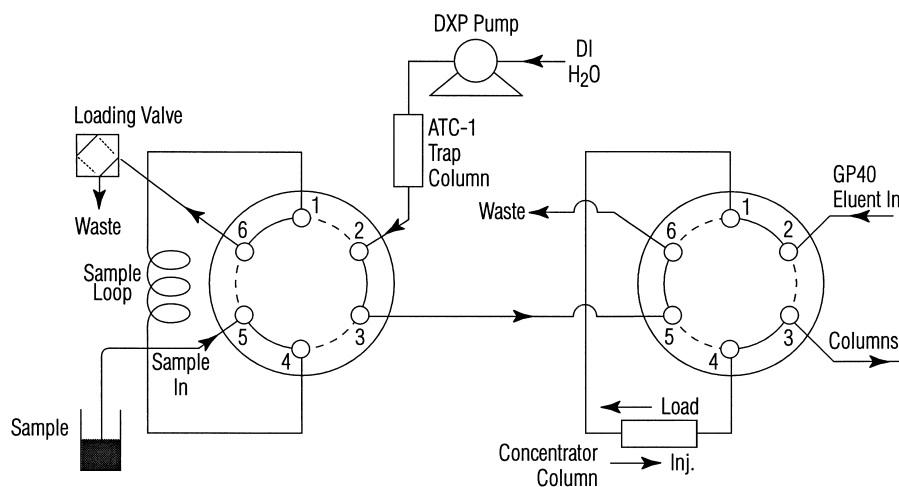 DXP Pump
DI
H2O
Loading Valve
ATC-1
Trap
Column
GP40
Eluent In
Waste
Waste
1
2
3
4
5
6
1
2
3
4
5
6
Sample
Loop
Sample
In
Columns
Sample
Load
Concentrator
Column
Inj.